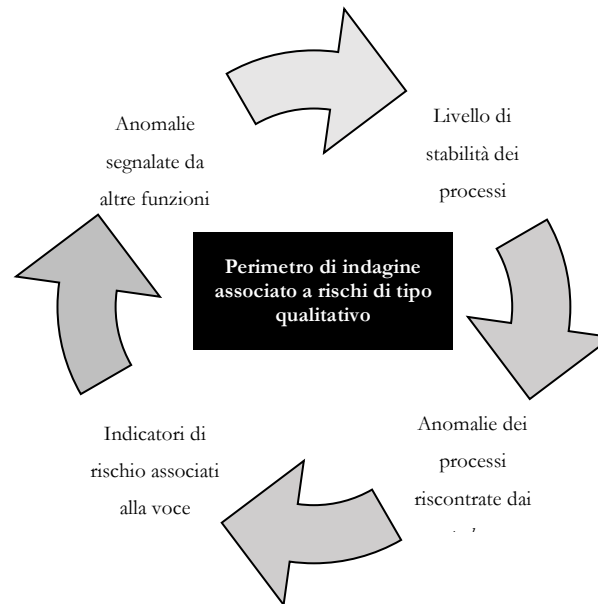 Anomalie
segnalate da
altre funzioni
Livello di
stabilità dei
processi
Perimetro di indagine
associato a rischi di tipo
qualitativo
Indicatori di
rischio associati
alla voce
Anomalie dei
processi
riscontrate dai